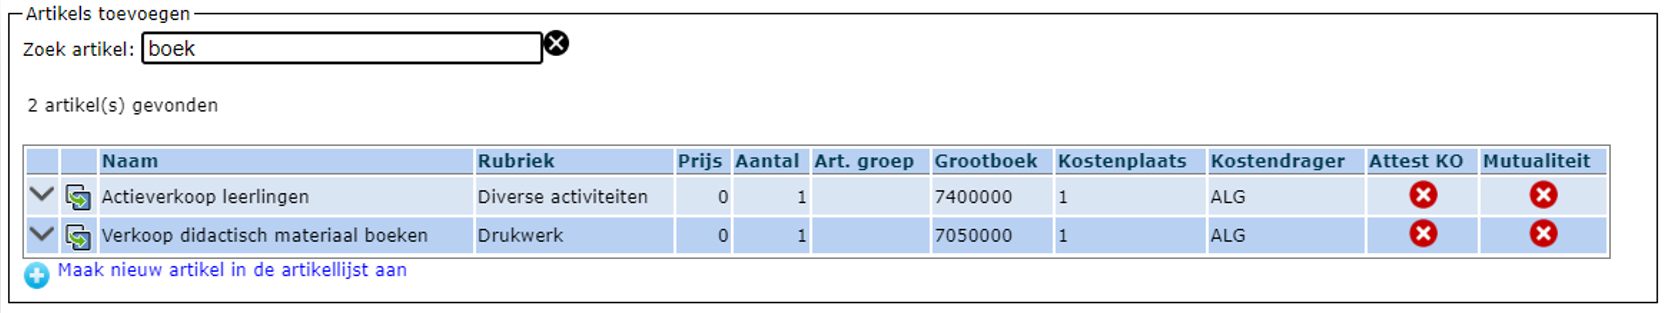 Artikels toevoegen
Zoek artikel: boek
2 artikel(s) gevonden
Naam Rubriek Prijs Aantal Art. groep Grootboek Kostenplaats Kostendrager Attest KO Mutualiteit
Actieverkoop leerlingen Diverse activiteiten 0 1 7400000 1 ALG
Verkoop didactisch materiaal boeken Drukwerk 0 1 7050000 1 ALG
Maak nieuw artikel in de artikellijst aan